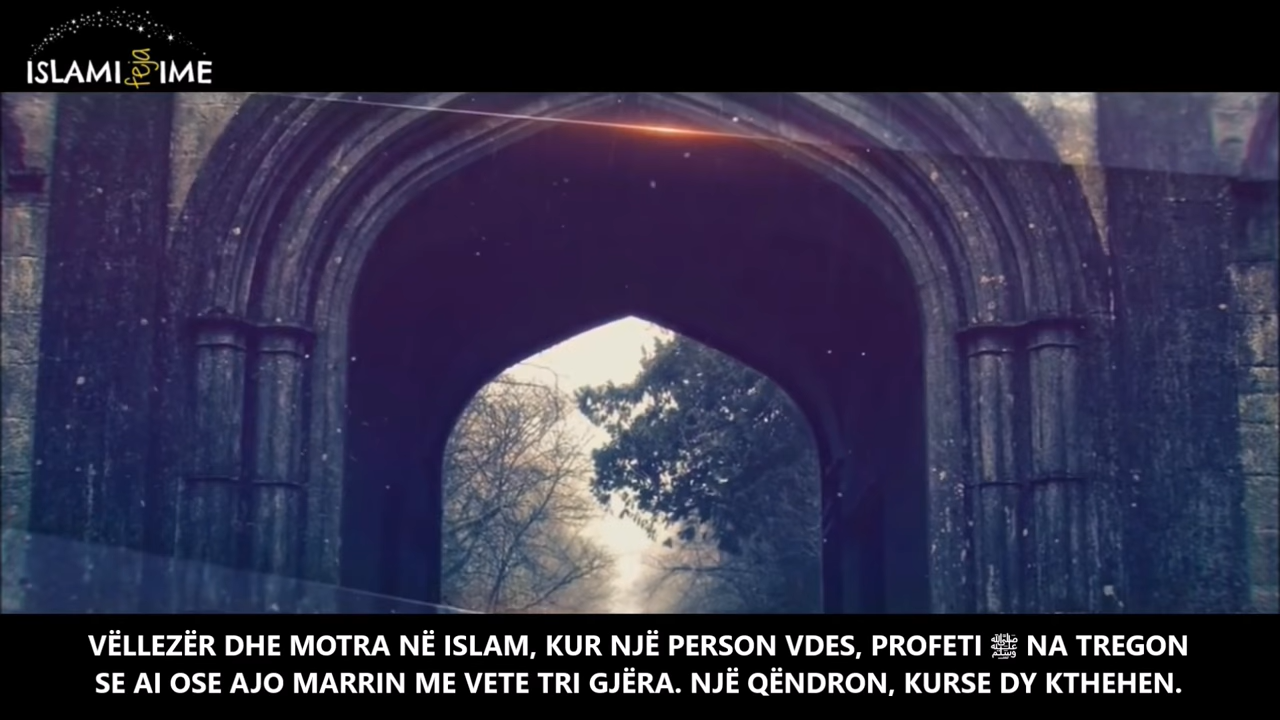 ISLAMI feja IME
VËLLEZËR DHE MOTRA NË ISLAM, KUR NJË PERSON VDES, PROFETI ﷺ NA TREGON
SE AI OSE AJO MARRIN ME VETE TRI GJËRA. NJË QËNDRON, KURSE DY KTHEHEN.